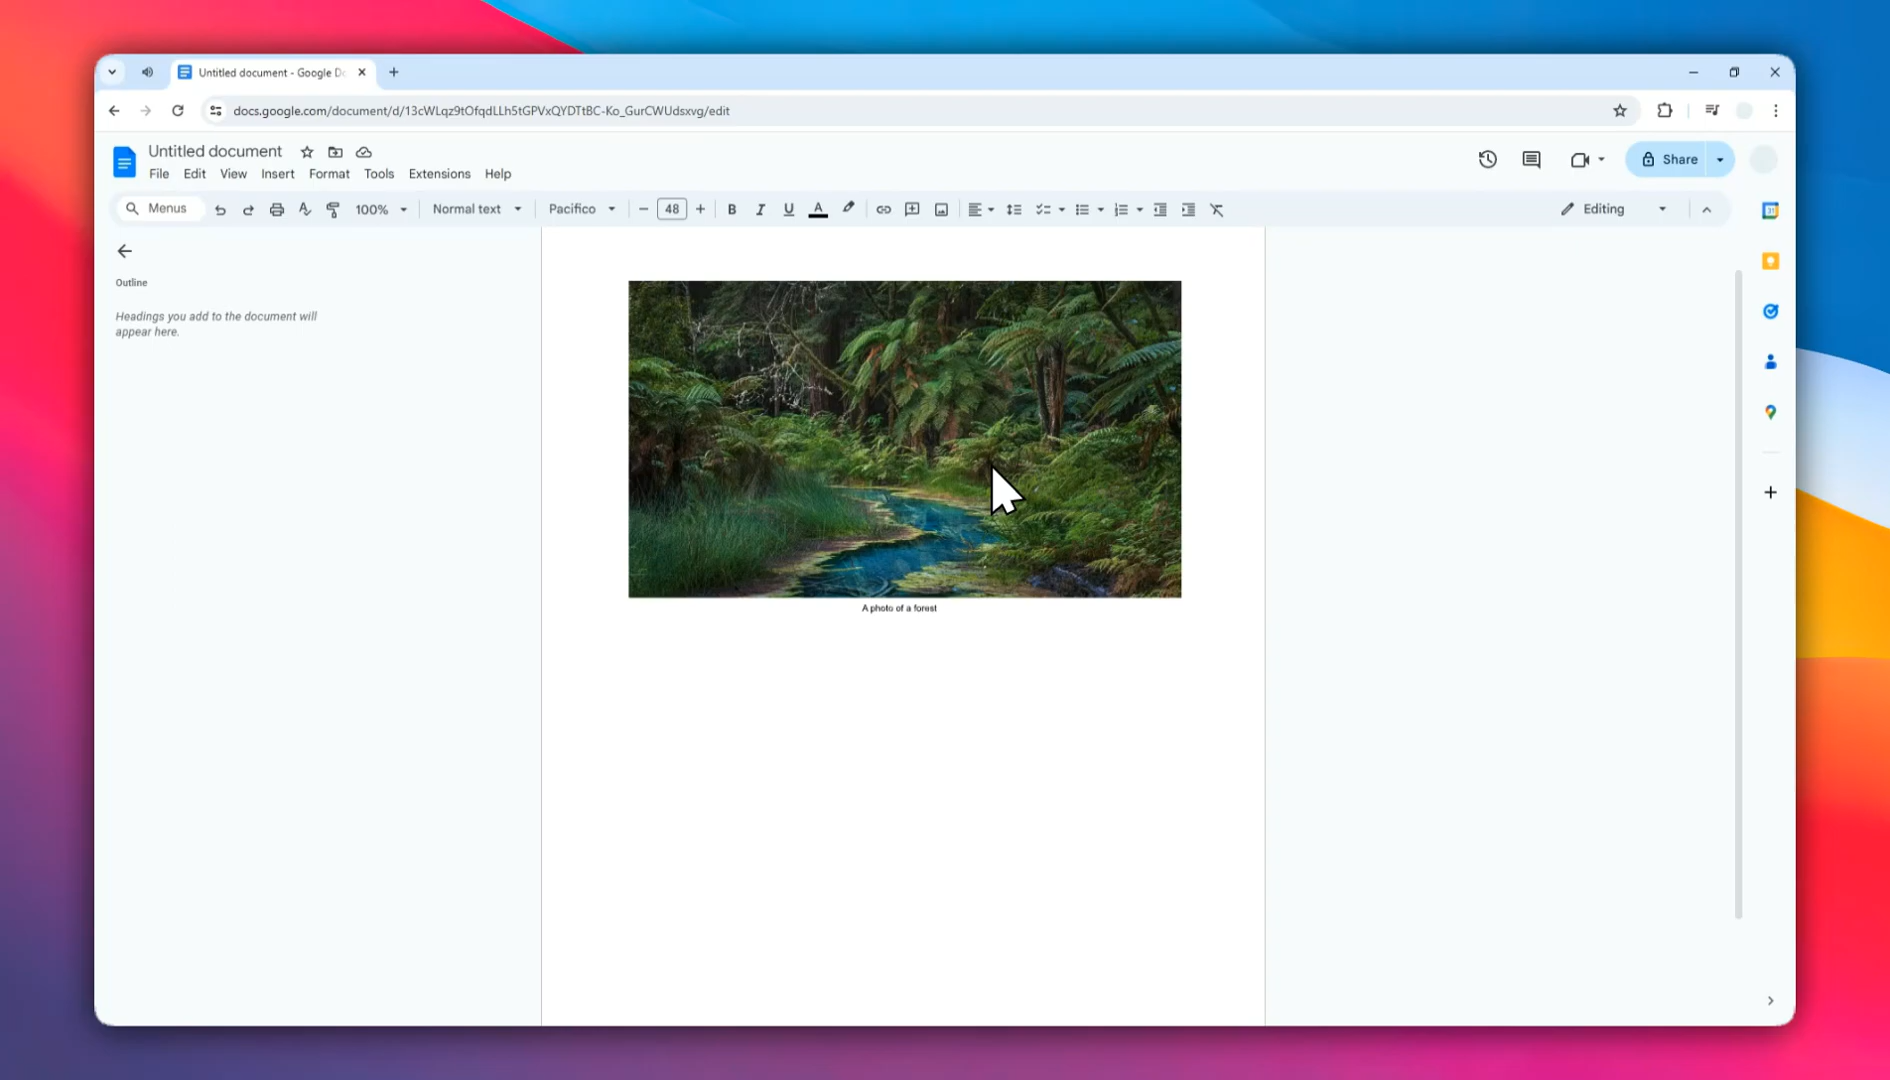 Untitled document - Google Do
docs.google.com/document/d/13cWLqz9tOfqdLLh5tGPVxQYDTtBC-Ko_GurCWUdsxvg/edit
Untitled document
File Edit View Insert Format Tools Extensions Help
Share
Menus 100% Normal text Pacifico 48 B I U A Editing
Outline
Headings you add to the document will
appear here.
A photo of a forest